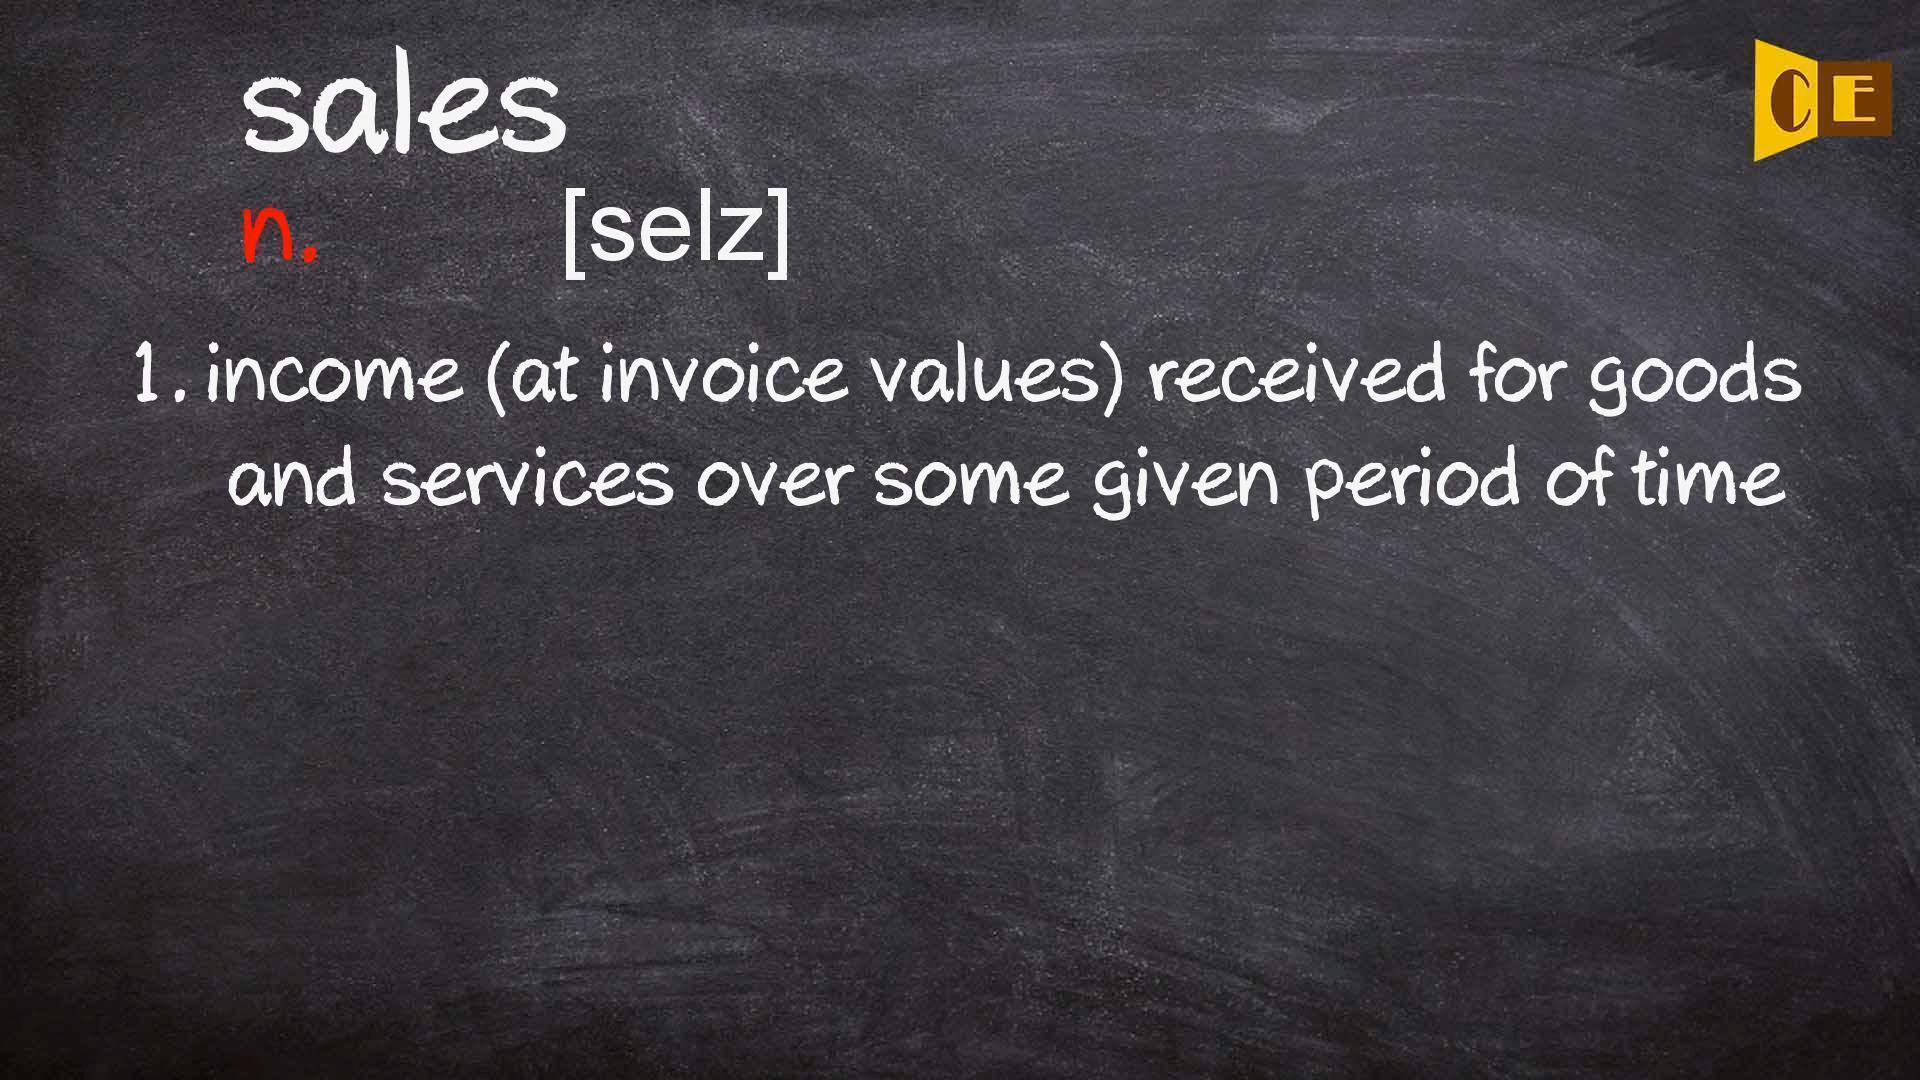 sales
CE
n. [selz]
1. income (at invoice values) received for goods
and services over some given period of time